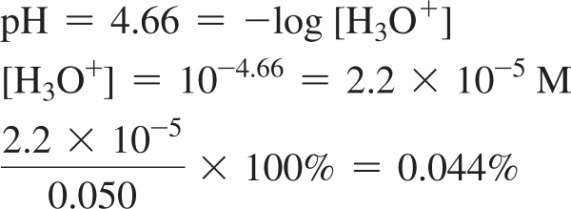 pH = 4.66 = −log [H₃O⁺]
[H₃O⁺] = 10⁻⁴·⁶⁶ = 2.2 × 10⁻⁵ M
2.2 × 10⁻⁵
0.050
× 100% = 0.044%